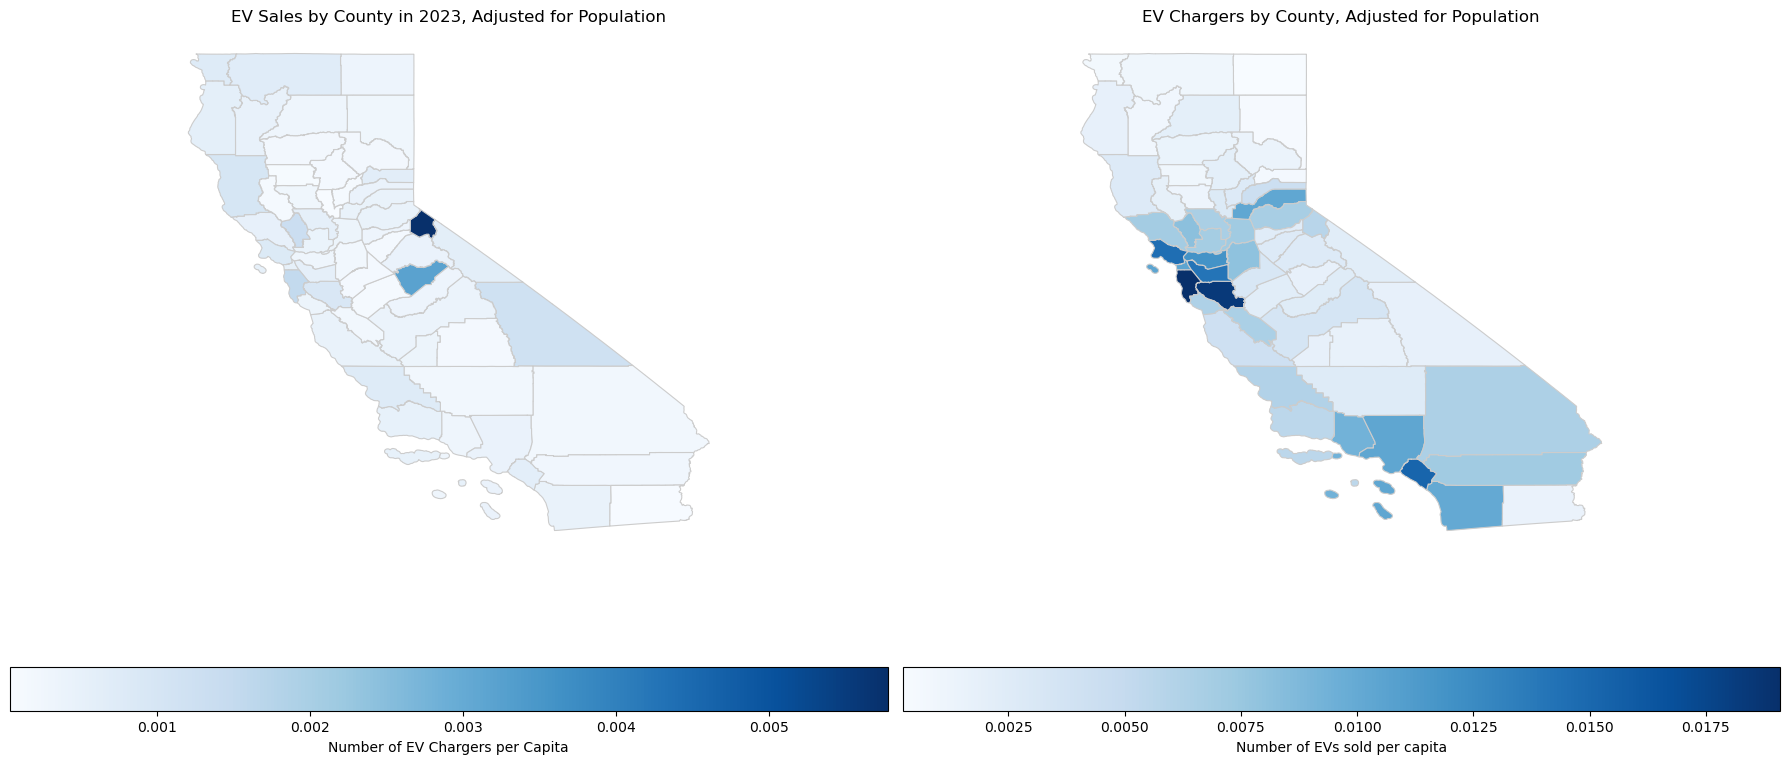 EV Sales by County in 2023, Adjusted for Population
EV Chargers by County, Adjusted for Population
0.001 0.002 0.003 0.004 0.005
Number of EV Chargers per Capita
0.0025 0.0050 0.0075 0.0100 0.0125 0.0150 0.0175
Number of EVs sold per capita